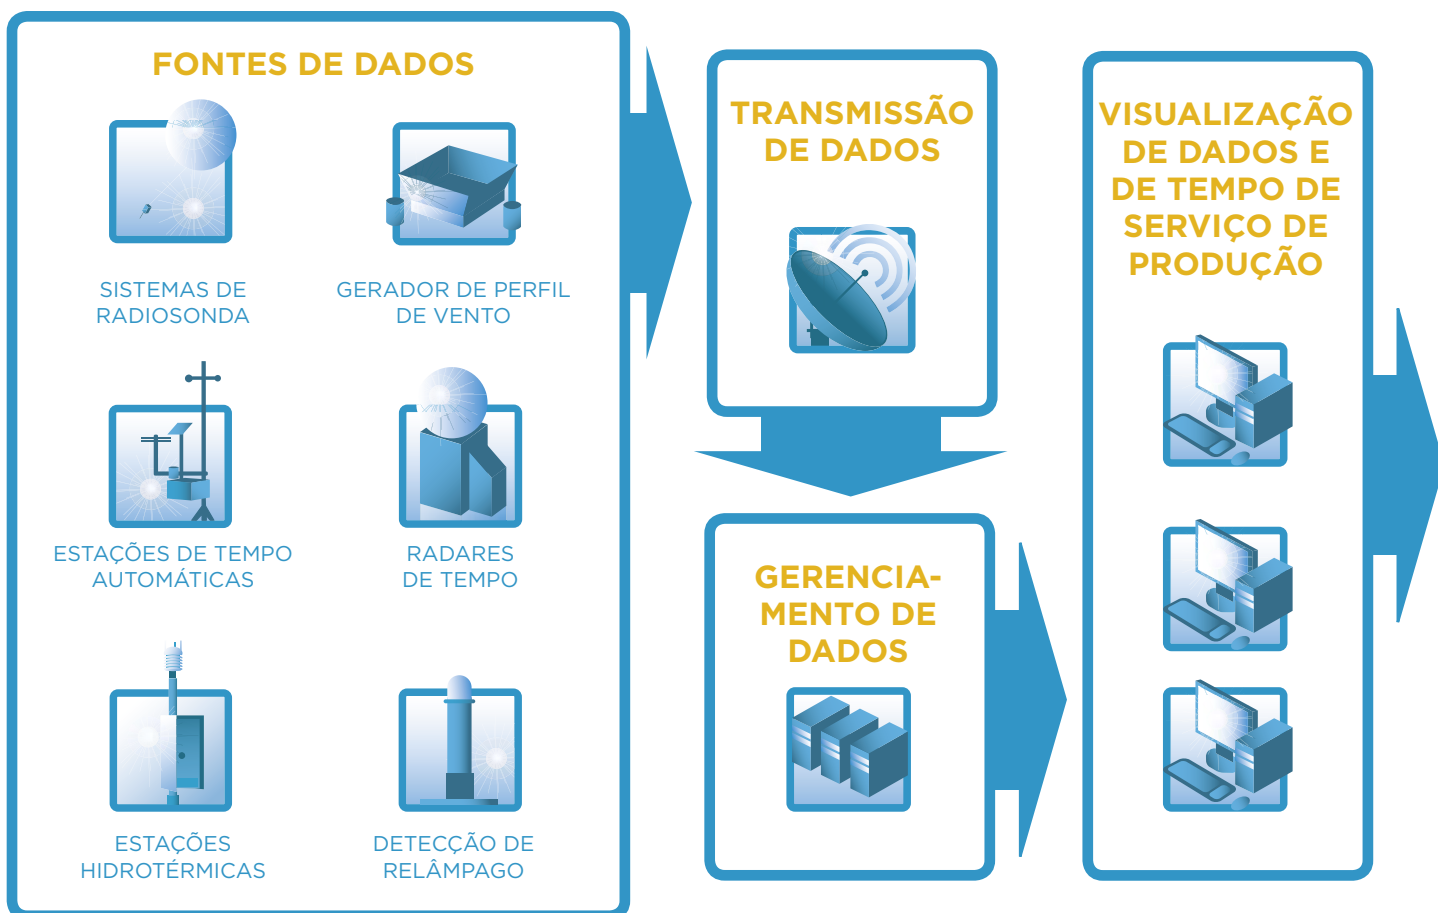 FONTES DE DADOS
SISTEMAS DE
RADIOSONDA
GERADOR DE PERFIL
DE VENTO
ESTAÇÕES DE TEMPO
AUTOMÁTICAS
RADARES
DE TEMPO
ESTAÇÕES
HIDROTÉRMICAS
DETECÇÃO DE
RELÂMPAGO
TRANSMISSÃO
DE DADOS
GERENCIA-
MENTO DE
DADOS
VISUALIZAÇÃO
DE DADOS E
DE TEMPO DE
SERVIÇO DE
PRODUÇÃO